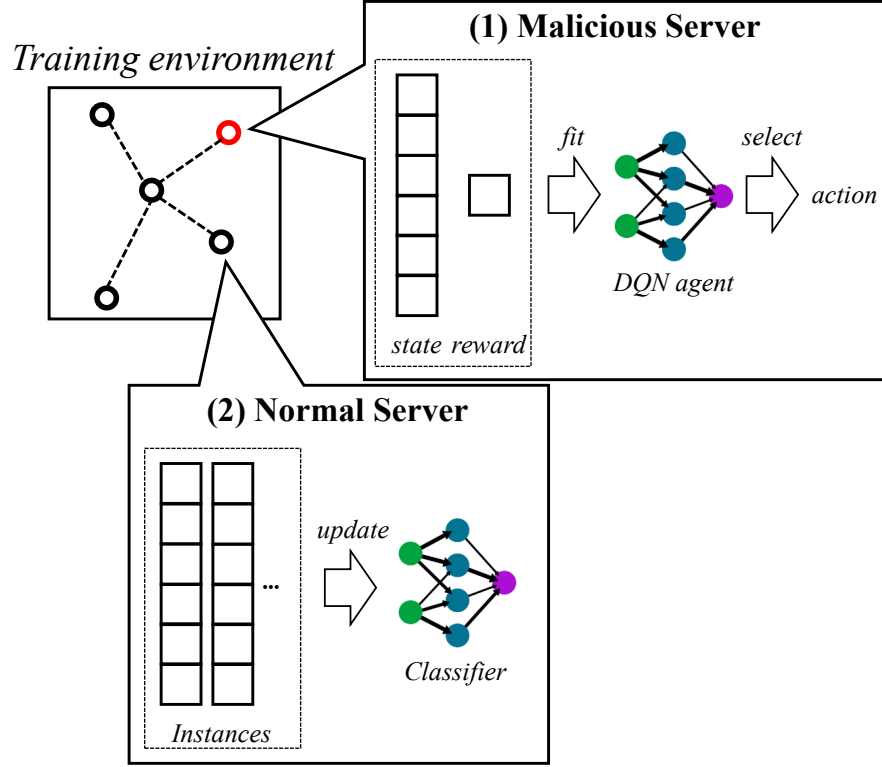 Training environment
(1) Malicious Server
state reward
fit
DQN agent
select
action
(2) Normal Server
Instances
...
update
Classifier